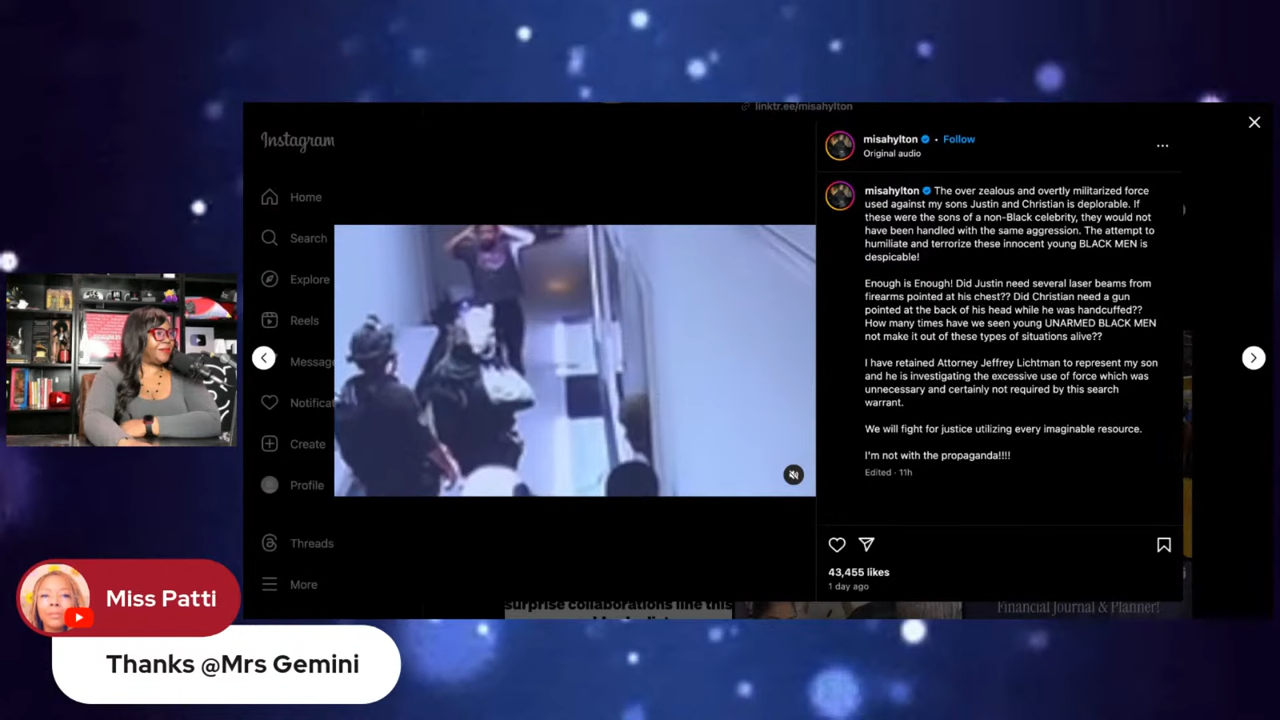 linktr.ee/misahylton
Instagram
Home
Search
Explore
Reels
Message
Notificat
Create
Profile
Threads
More
misahylton • Follow
Original audio
misahylton The over zealous and overtly militarized force
used against my sons Justin and Christian is deplorable. If
these were the sons of a non-Black celebrity, they would not
have been handled with the same aggression. The attempt to
humiliate and terrorize these innocent young BLACK MEN is
despicable!
Enough is Enough! Did Justin need several laser beams from
firearms pointed at his chest?? Did Christian need a gun
pointed at the back of his head while he was handcuffed??
How many times have we seen young UNARMED BLACK MEN
not make it out of these types of situations alive??
I have retained Attorney Jeffrey Lichtman to represent my son
and he is investigating the excessive use of force which was
unnecessary and certainly not required by this search
warrant.
We will fight for justice utilizing every imaginable resource.
I'm not with the propaganda!!!!
Edited · 11h
43,455 likes
1 day ago
surprise collaborations like this
Financial Journal & Planner!
Miss Patti
Thanks @Mrs Gemini